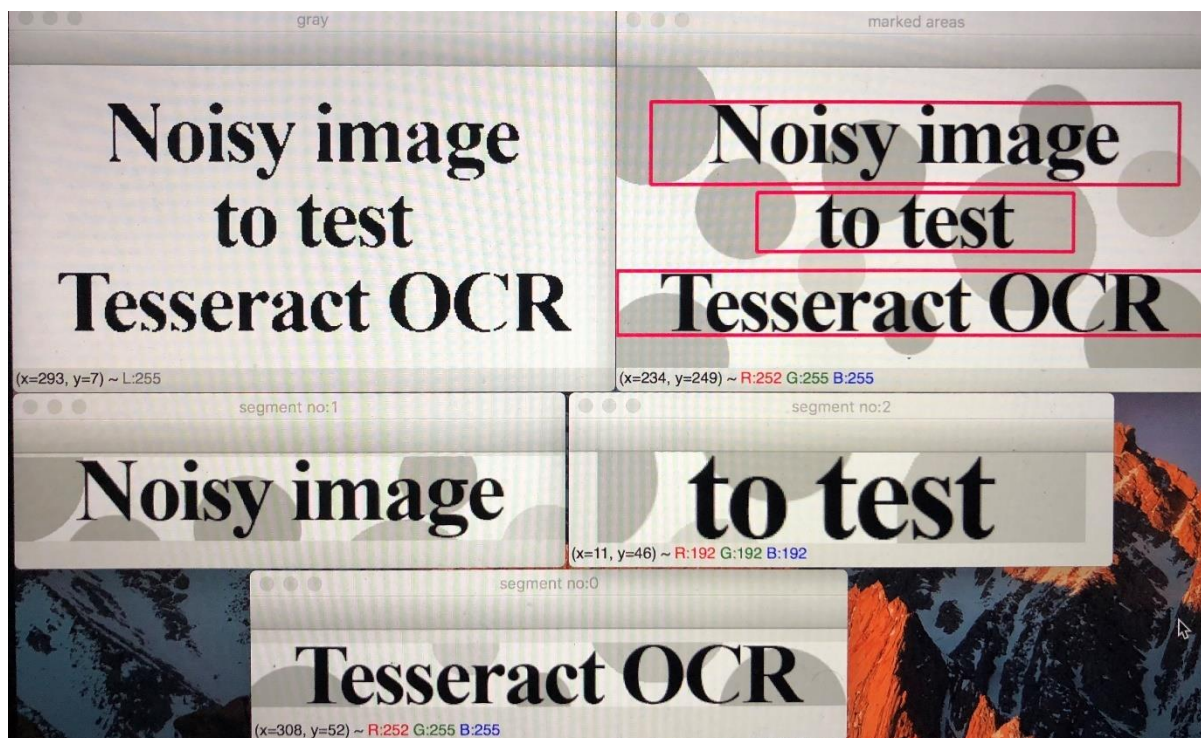 gray
Noisy image
to test
Tesseract OCR
(x=293, y=7) ~ L:255
marked areas
Noisy image
to test
Tesseract OCR
(x=234, y=249) ~ R:252 G:255 B:255
segment no:1
Noisy image
segment no:2
to test
(x=11, y=46) ~ R:192 G:192 B:192
segment no:0
Tesseract OCR
(x=308, y=52) ~ R:252 G:255 B:255